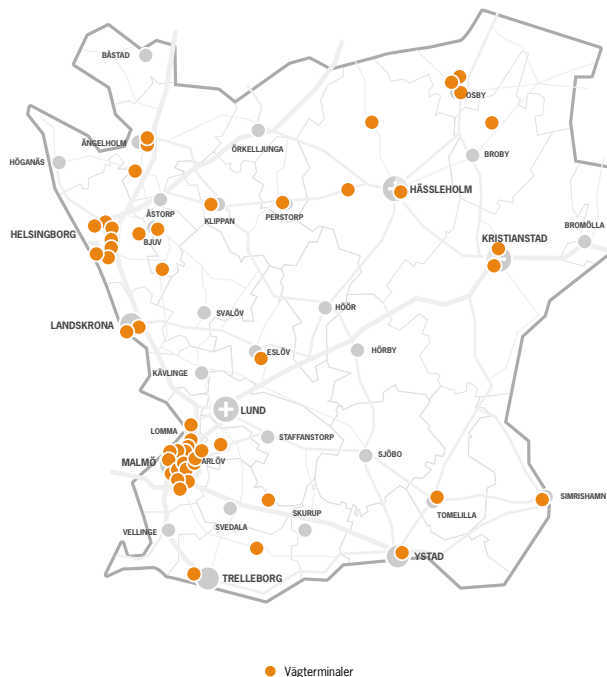 BÅSTAD
OSBY
ÄNGELHOLM
ÖRKELLJUNGA
BROBY
HÖGANÄS
HÄSSLEHOLM
ÅSTORP
KLIPPAN
PERSTORP
BROMÖLLA
HELSINGBORG
BJUV
KRISTIANSTAD
SVALÖV
HÖÖR
LANDSKRONA
ESLÖV
HÖRBY
KÄVLINGE
LUND
LOMMA
STAFFANSTORP
SJÖBO
MALMÖ
ARLÖV
SIMRISHAMN
SKURUP
TOMELILLA
SVEDALA
VELLINGE
YSTAD
TRELLEBORG
Vägterminaler